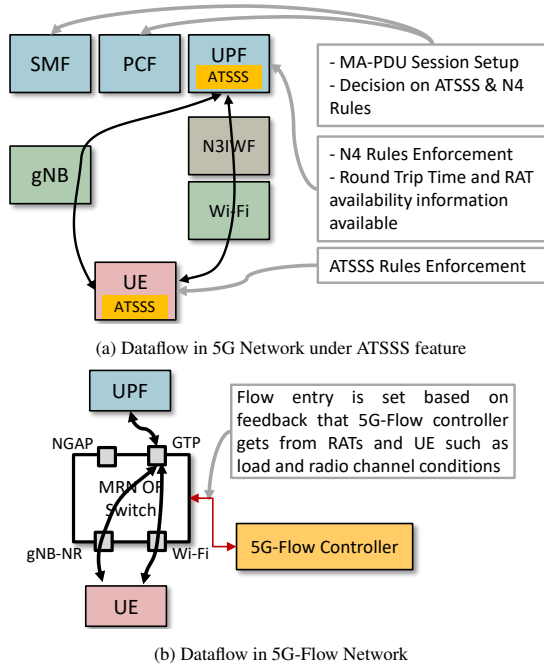 SMF
PCF
UPF
ATSSS
- MA-PDU Session Setup
- Decision on ATSSS & N4
Rules
gNB
N3IWF
Wi-Fi
- N4 Rules Enforcement
- Round Trip Time and RAT
availability information
available
UE
ATSSS
ATSSS Rules Enforcement
(a) Dataflow in 5G Network under ATSSS feature
UPF
NGAP
GTP
Flow entry is set based on
feedback that 5G-Flow controller
gets from RATs and UE such as
load and radio channel conditions
MRN OF
Switch
gNB-NR
Wi-Fi
5G-Flow Controller
UE
(b) Dataflow in 5G-Flow Network